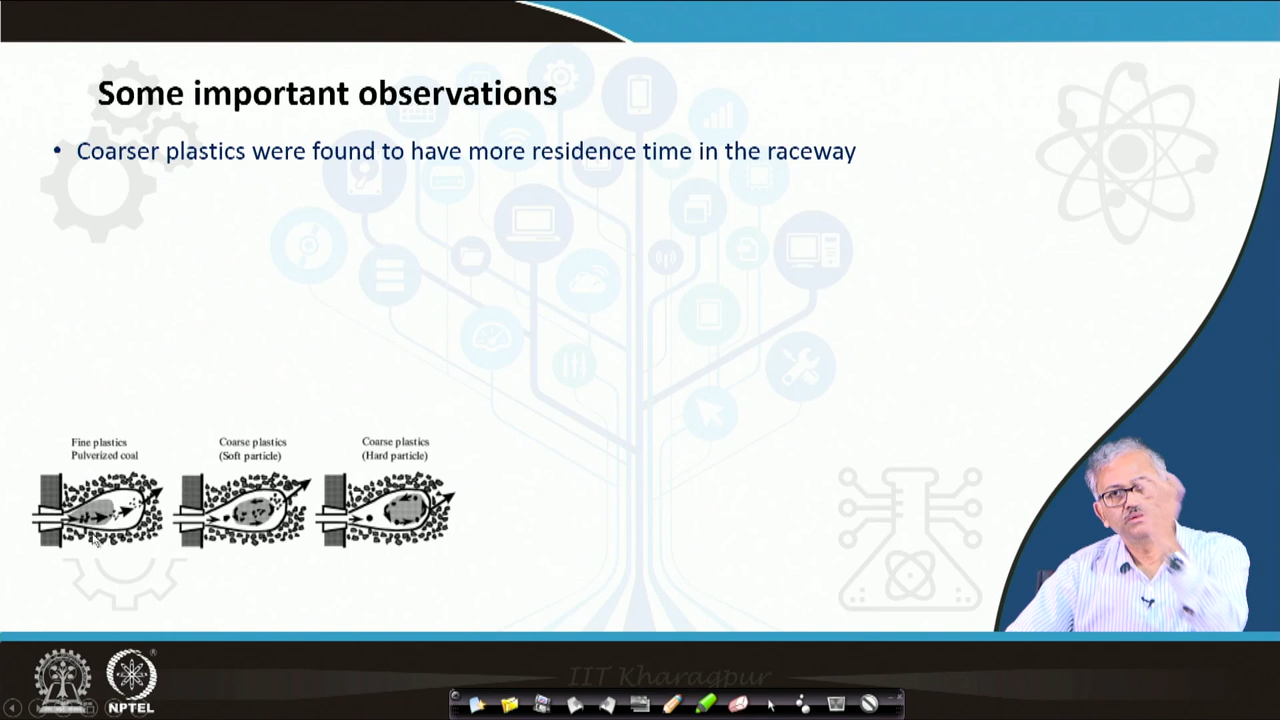 Some important observations
• Coarser plastics were found to have more residence time in the raceway
Fine plastics
Pulverized coal
Coarse plastics
(Soft particle)
Coarse plastics
(Hard particle)
IIT Kharagpur
NPTEL